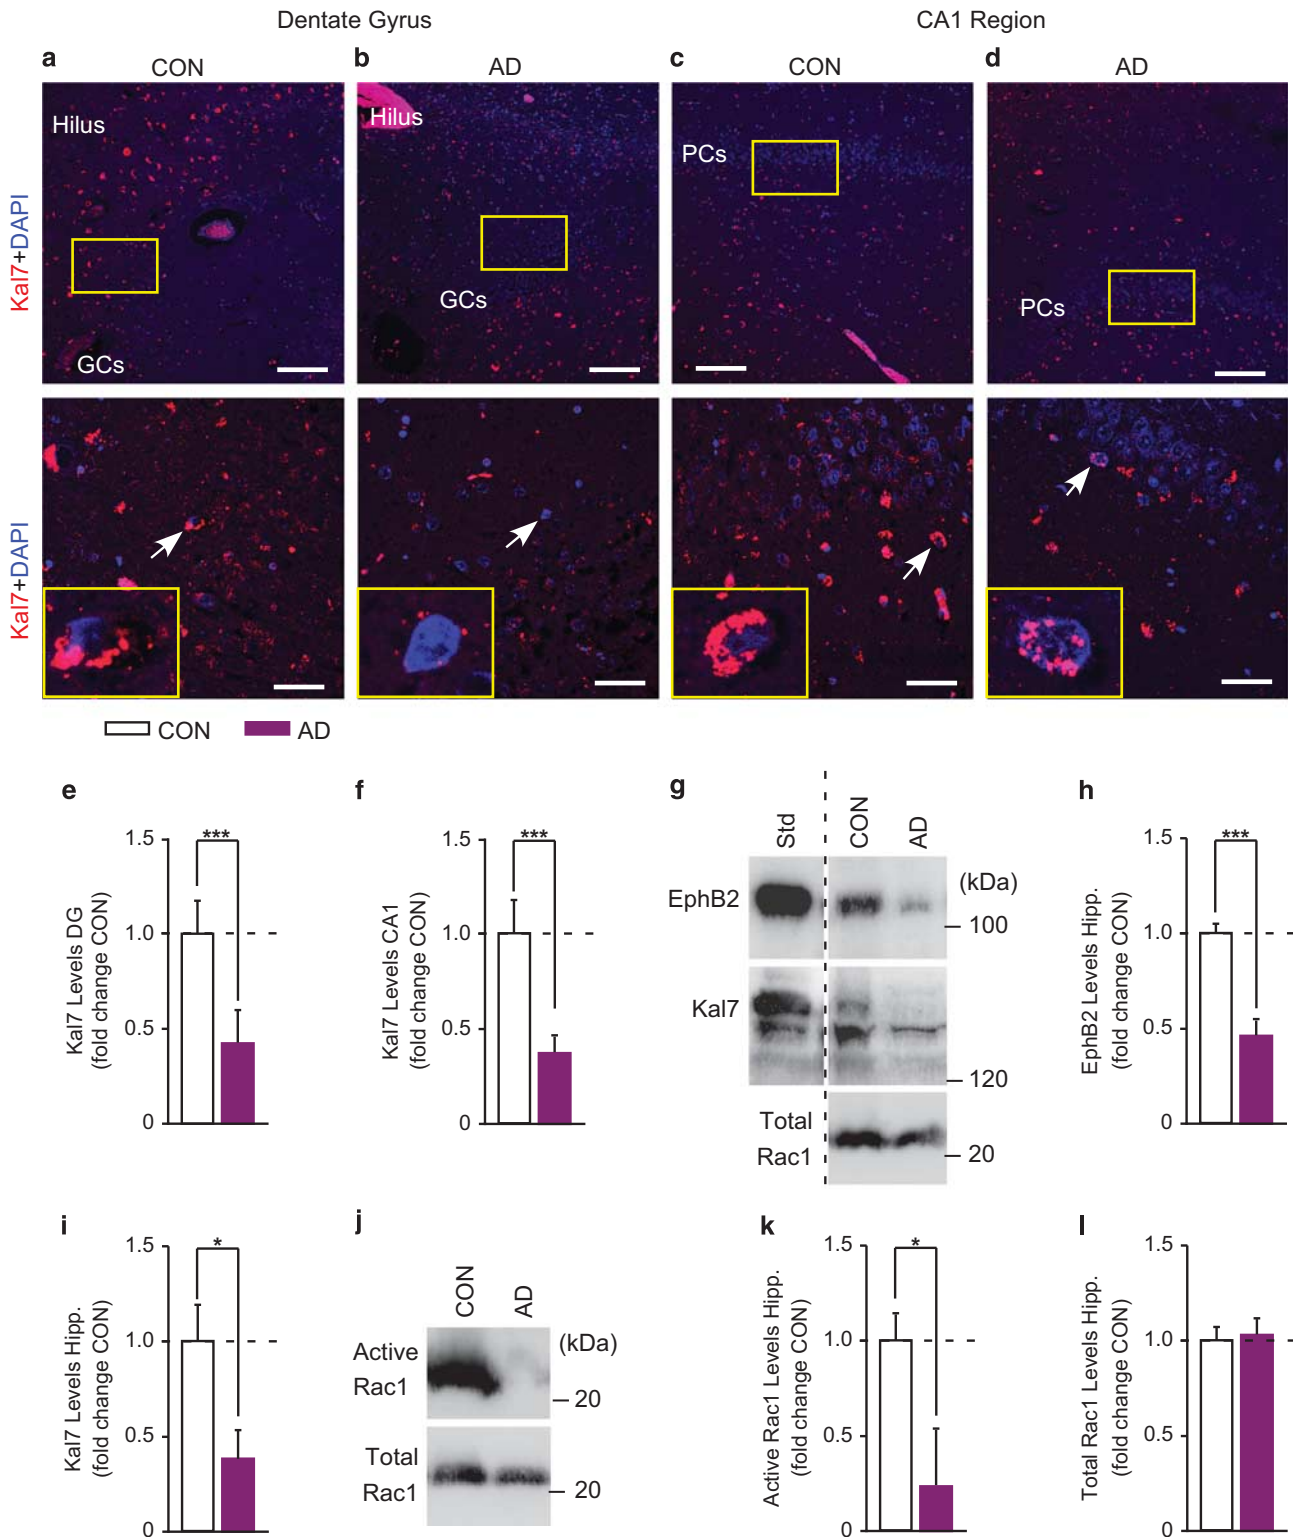 Dentate Gyrus
CA1 Region
a
b
c
d
CON
AD
CON
AD
Kal7+DAPI
Hilus
GCs
Hilus
GCs
PCs
PCs
Kal7+DAPI
CON
AD
e
Kal7 Levels DG
(fold change CON)
1.5
1.0
0.5
0
***
f
Kal7 Levels CA1
(fold change CON)
1.5
1.0
0.5
0
***
g
Std
CON
AD
EphB2
(kDa)
100
Kal7
120
Total
Rac1
20
h
EphB2 Levels Hipp.
(fold change CON)
1.5
1.0
0.5
0
***
i
Kal7 Levels Hipp.
(fold change CON)
1.5
1.0
0.5
0
*
j
CON
AD
Active
Rac1
(kDa)
20
Total
Rac1
20
k
Active Rac1 Levels Hipp.
(fold change CON)
1.5
1.0
0.5
0
*
l
Total Rac1 Levels Hipp.
(fold change CON)
1.5
1.0
0.5
0